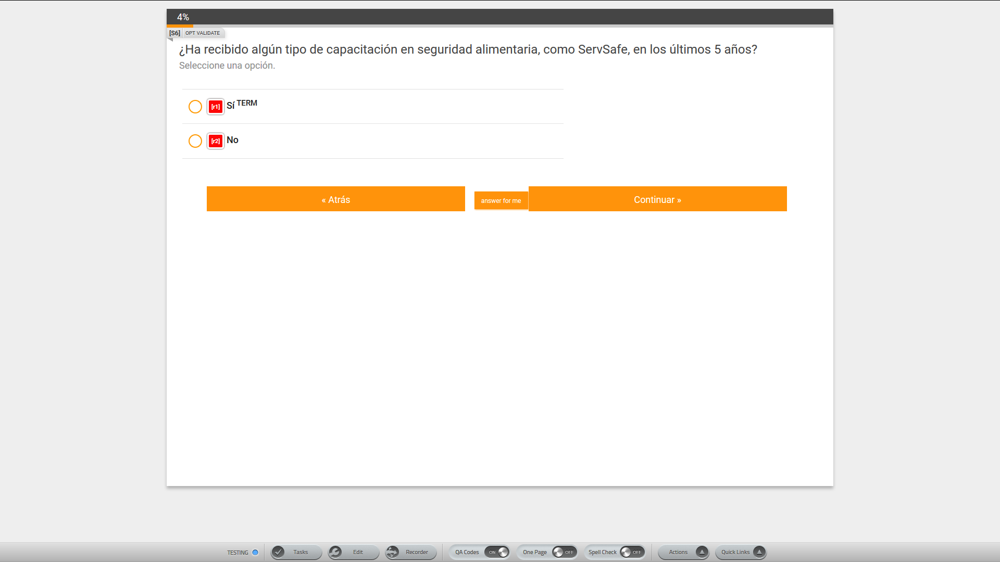 4%
[S6] OPT VALIDATE
¿Ha recibido algún tipo de capacitación en seguridad alimentaria, como ServSafe, en los últimos 5 años?
Seleccione una opción.
[r1] Sí TERM
[r2] No
« Atrás answer for me Continuar »
TESTING Tasks Edit Recorder QA Codes ON One Page OFF Spell Check OFF Actions Quick Links